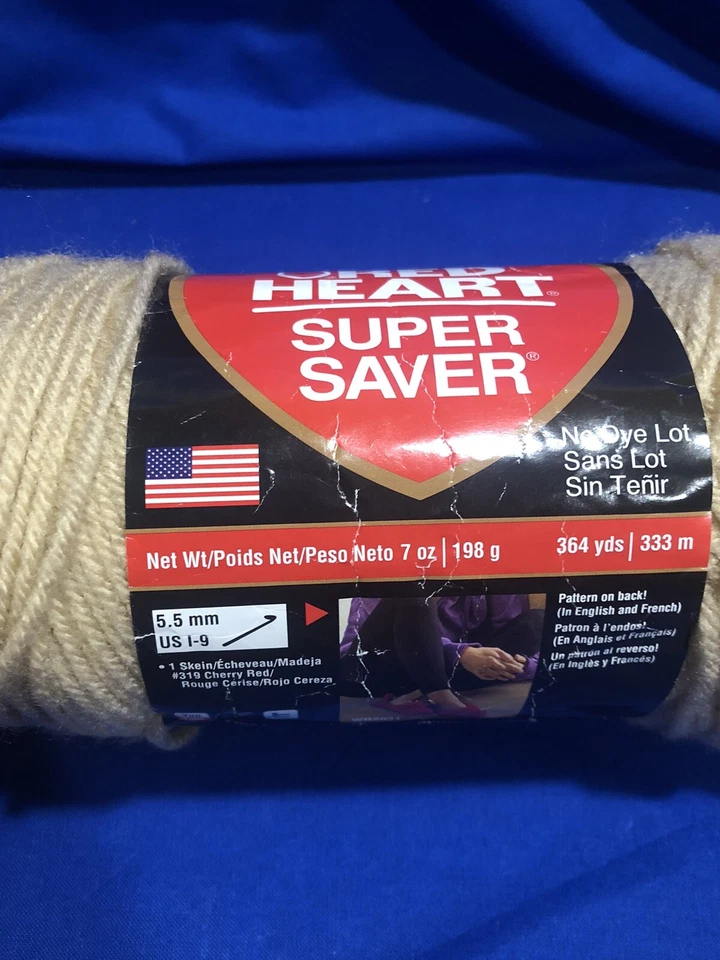 RED
HEART®
SUPER
SAVER®
No Dye Lot
Sans Lot
Sin Teñir
Net Wt/Poids Net/Peso Neto 7 oz | 198 g
364 yds | 333 m
5.5 mm
US I-9
• 1 Skein/Écheveau/Madeja
#319 Cherry Red/
Rouge Cerise/Rojo Cereza
Pattern on back!
(In English and French)
Patron à l'endos!
(En Anglais et Français)
Un patrón al reverso!
(En Inglès y Francés)